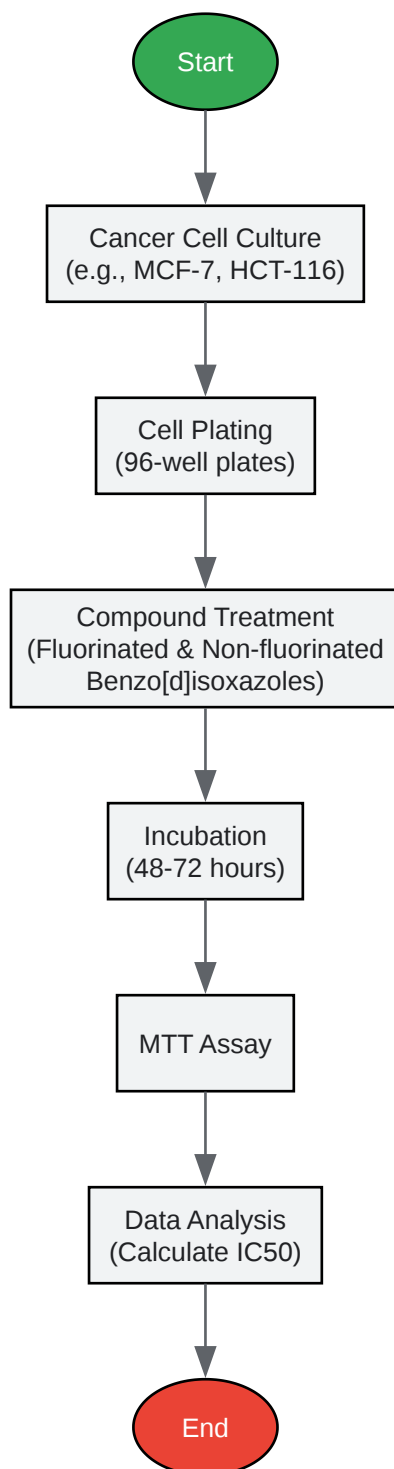 Start
Cancer Cell Culture
(e.g., MCF-7, HCT-116)
Cell Plating
(96-well plates)
Compound Treatment
(Fluorinated & Non-fluorinated
Benzo[d]isoxazoles)
Incubation
(48-72 hours)
MTT Assay
Data Analysis
(Calculate IC50)
End